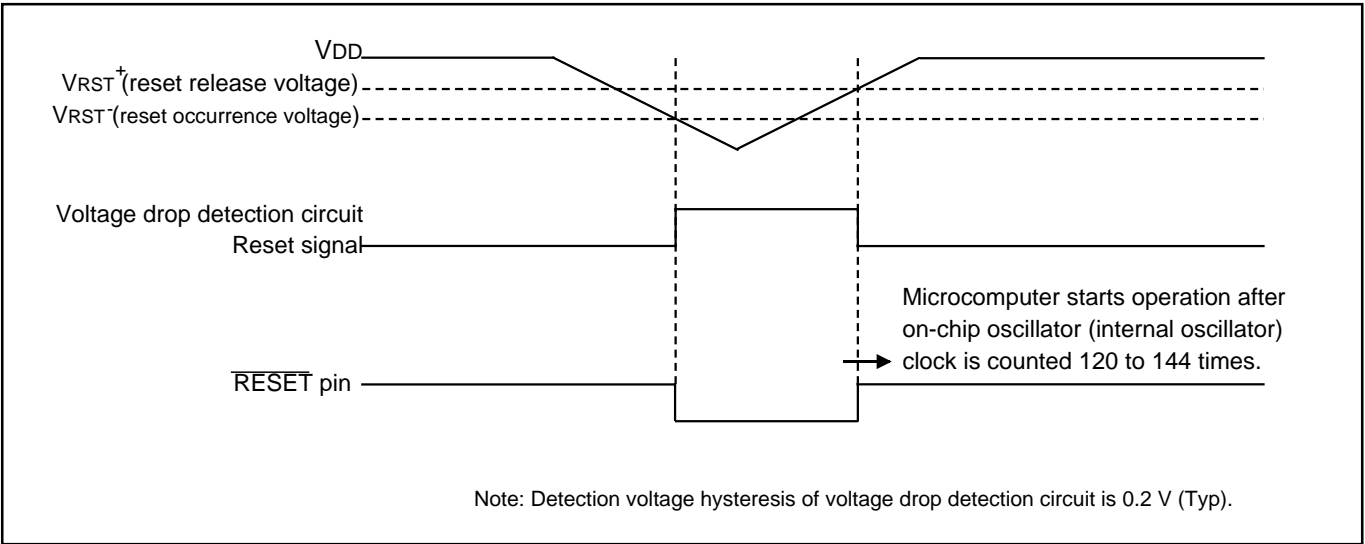 VDD
VRST+(reset release voltage)
VRST-(reset occurrence voltage)
Voltage drop detection circuit
Reset signal
Microcomputer starts operation after
on-chip oscillator (internal oscillator)
clock is counted 120 to 144 times.
RESET pin
Note: Detection voltage hysteresis of voltage drop detection circuit is 0.2 V (Typ).